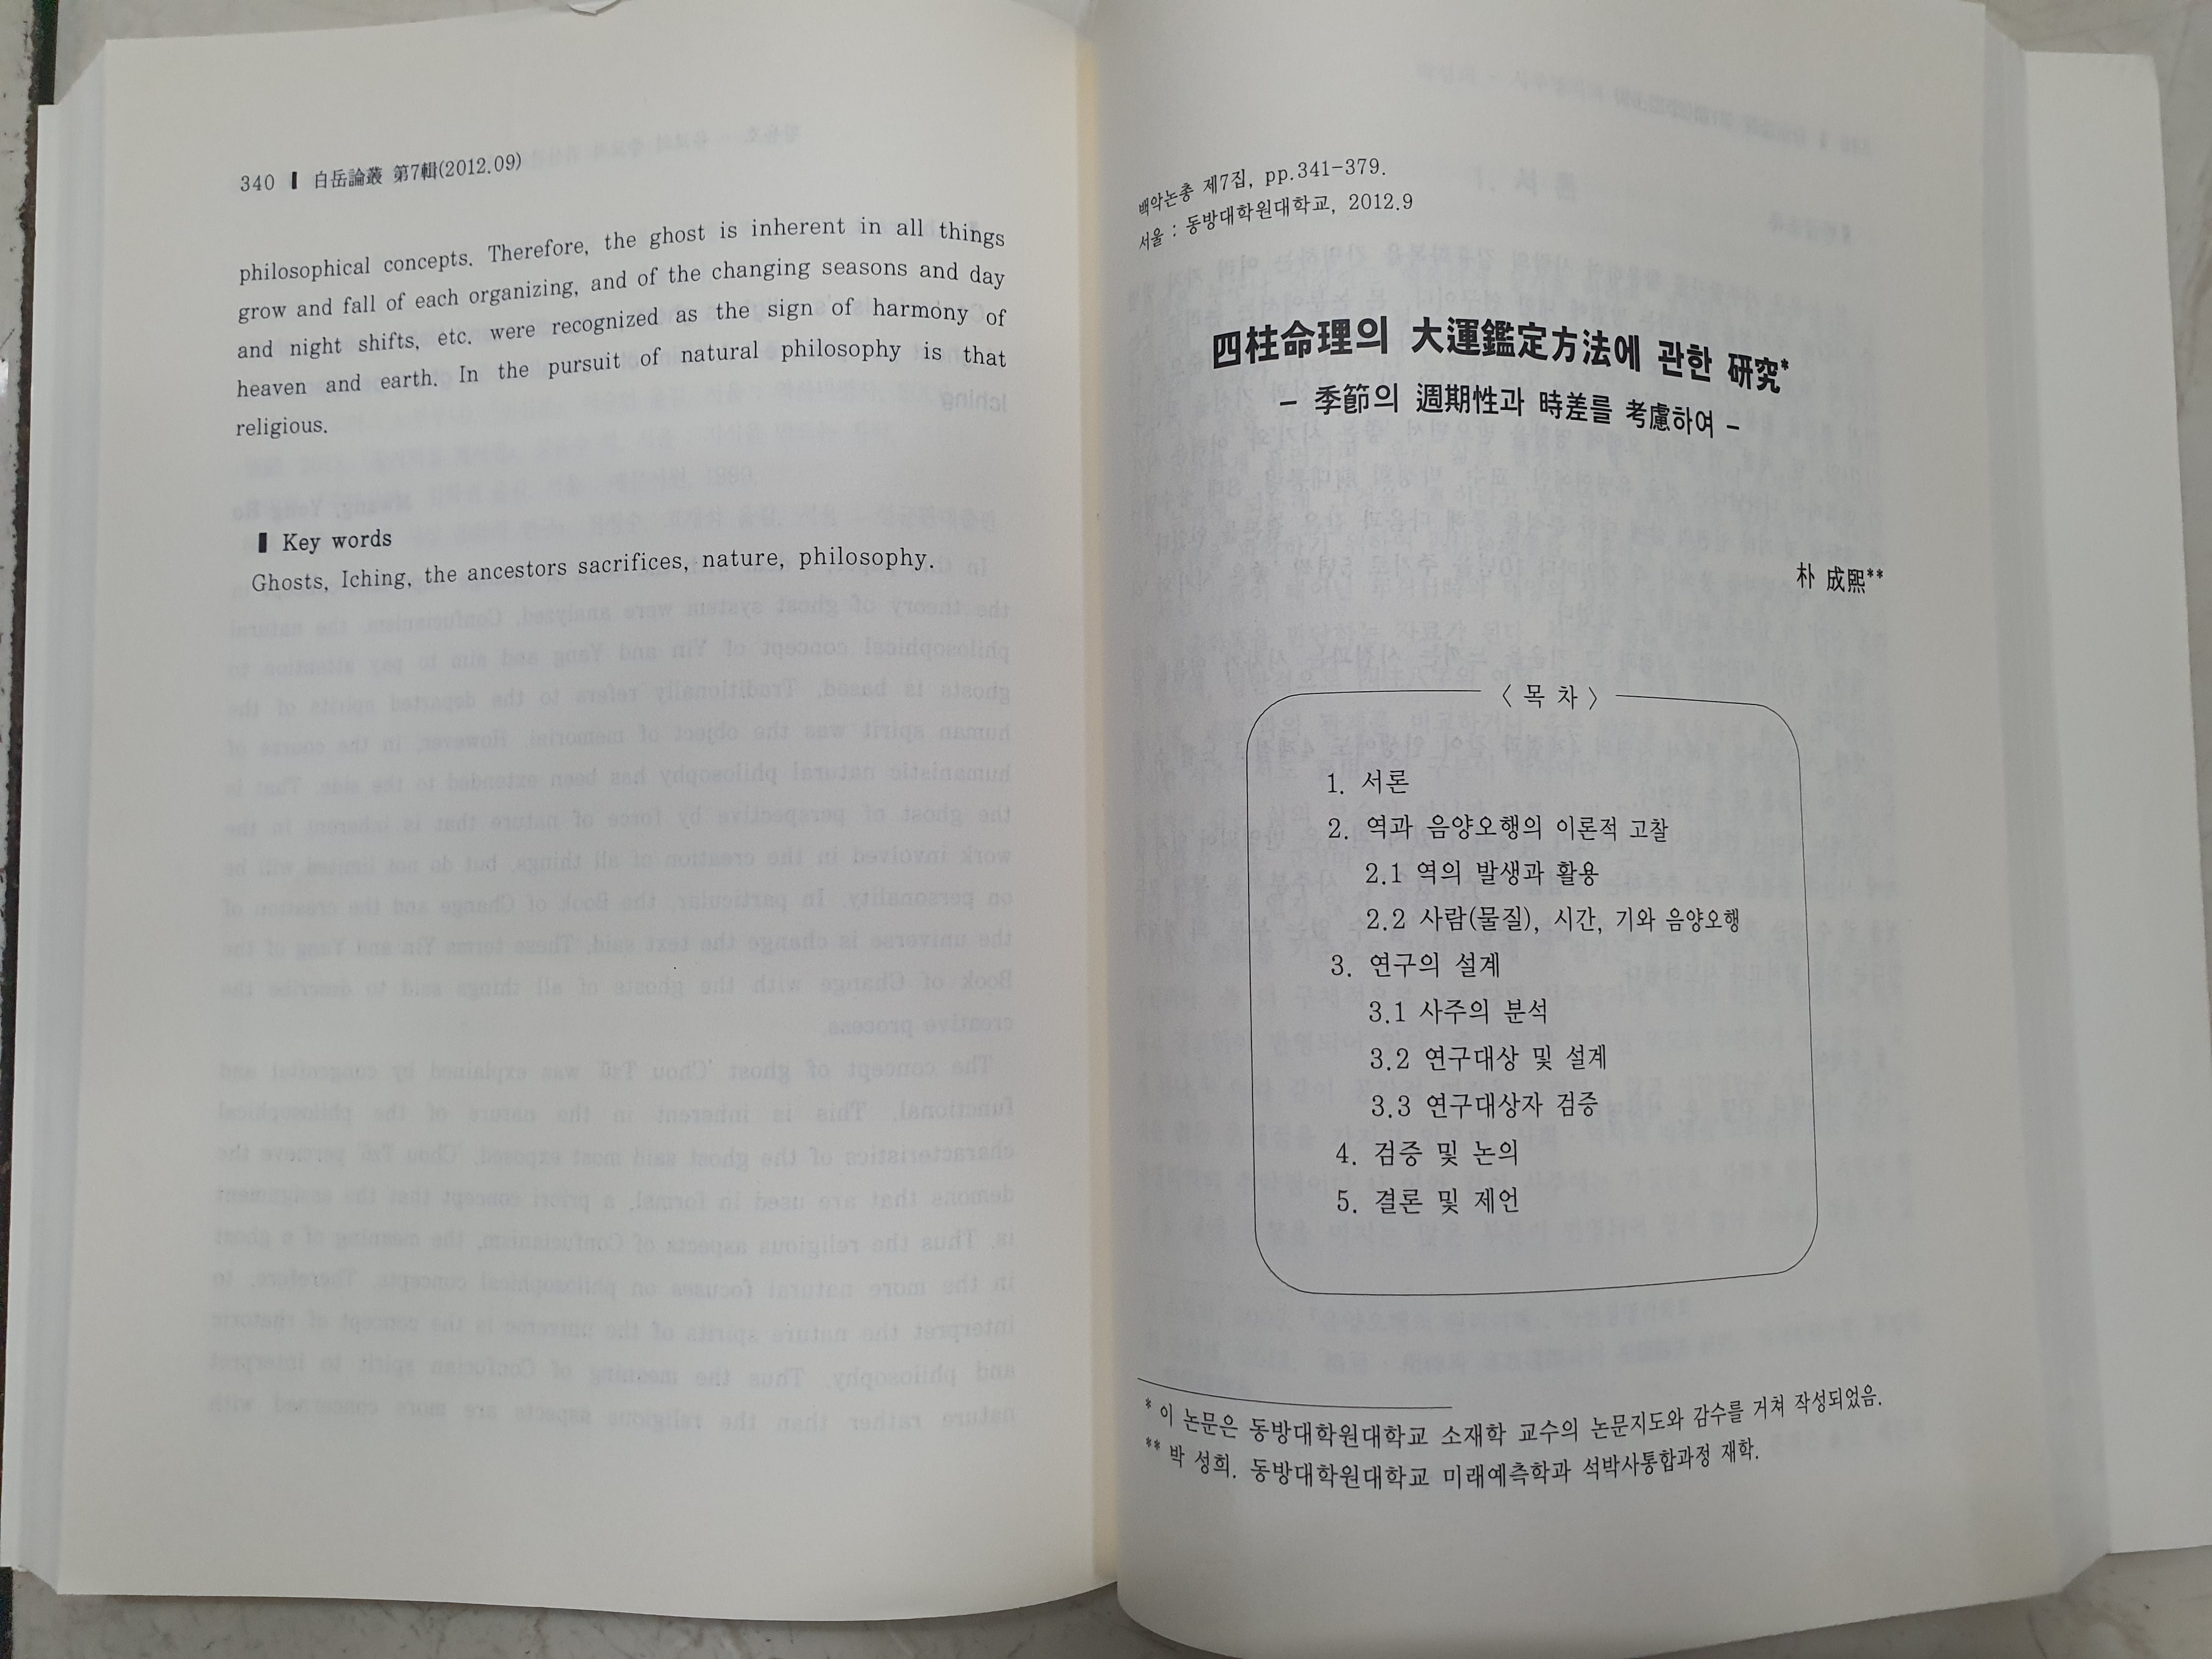 340 ▌ 白岳論叢 第7輯(2012.09)
philosophical concepts. Therefore, the ghost is inherent in all things
grow and fall of each organizing, and of the changing seasons and day
and night shifts, etc. were recognized as the sign of harmony of
heaven and earth. In the pursuit of natural philosophy is that
religious.
▌ Key words
Ghosts, Iching, the ancestors sacrifices, nature, philosophy.
백악논총 제7집, pp.341-379.
서울 : 동방대학원대학교, 2012.9
四柱命理의 大運鑑定方法에 관한 研究*
- 季節의 週期性과 時差를 考慮하여 -
朴 成熙**
〈 목 차 〉
1. 서론
2. 역과 음양오행의 이론적 고찰
2.1 역의 발생과 활용
2.2 사람(물질), 시간, 기와 음양오행
3. 연구의 설계
3.1 사주의 분석
3.2 연구대상 및 설계
3.3 연구대상자 검증
4. 검증 및 논의
5. 결론 및 제언
* 이 논문은 동방대학원대학교 소재학 교수의 논문지도와 감수를 거쳐 작성되었음.
** 박 성희. 동방대학원대학교 미래예측학과 석박사통합과정 재학.